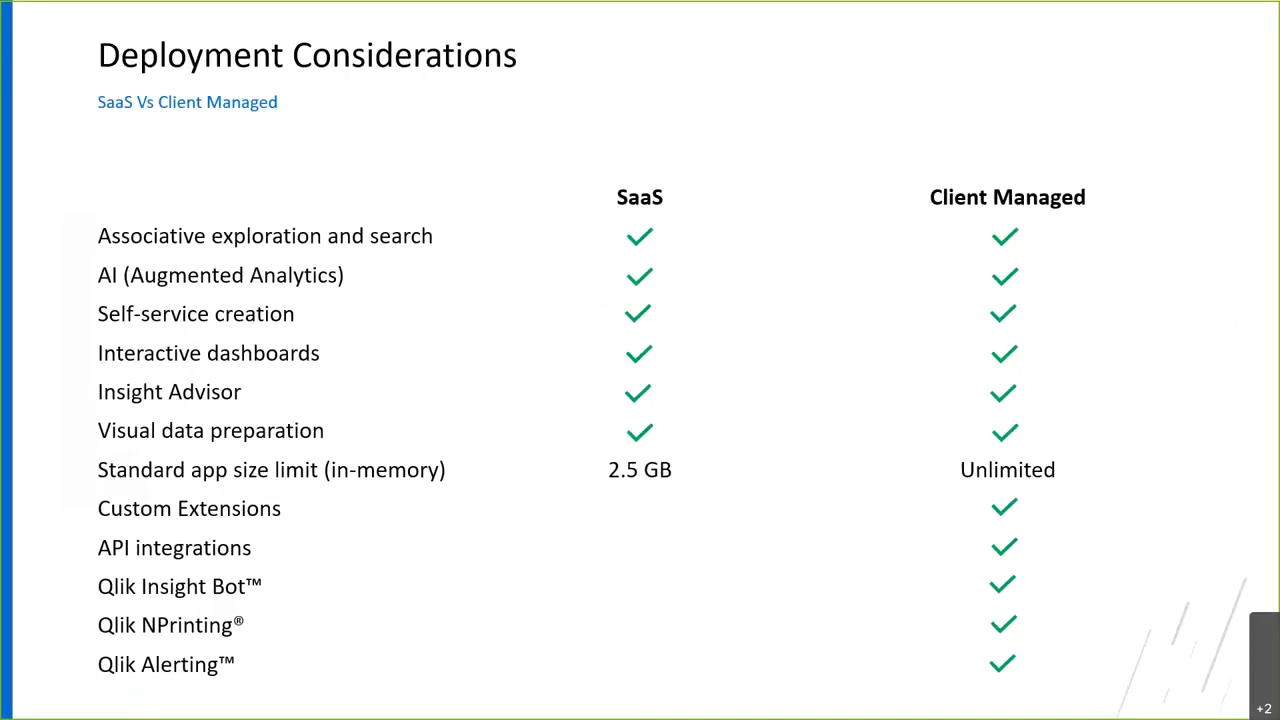 Deployment Considerations
SaaS Vs Client Managed
SaaS Client Managed
Associative exploration and search
AI (Augmented Analytics)
Self-service creation
Interactive dashboards
Insight Advisor
Visual data preparation
Standard app size limit (in-memory) 2.5 GB Unlimited
Custom Extensions
API integrations
Qlik Insight Bot™
Qlik NPrinting®
Qlik Alerting™
+2